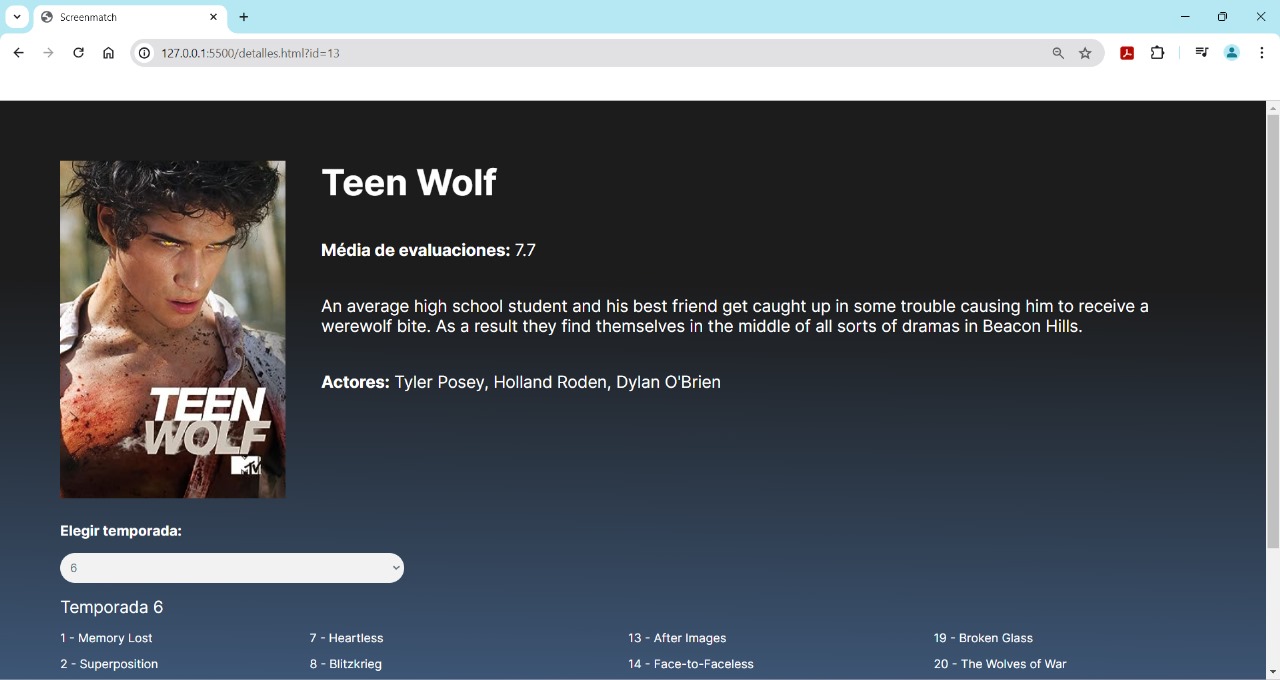 Screenmatch
127.0.0.1:5500/detalles.html?id=13
Teen Wolf
Média de evaluaciones: 7.7
An average high school student and his best friend get caught up in some trouble causing him to receive a
werewolf bite. As a result they find themselves in the middle of all sorts of dramas in Beacon Hills.
Actores: Tyler Posey, Holland Roden, Dylan O'Brien
TEEN
WOLF
MTV
Elegir temporada:
6
Temporada 6
1 - Memory Lost
2 - Superposition
7 - Heartless
8 - Blitzkrieg
13 - After Images
14 - Face-to-Faceless
19 - Broken Glass
20 - The Wolves of War